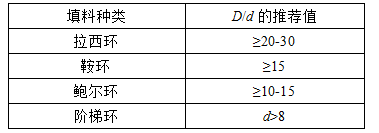 填料种类 D/d 的推荐值
拉西环 ≥20-30
鞍环 ≥15
鲍尔环 ≥10-15
阶梯环 d>8